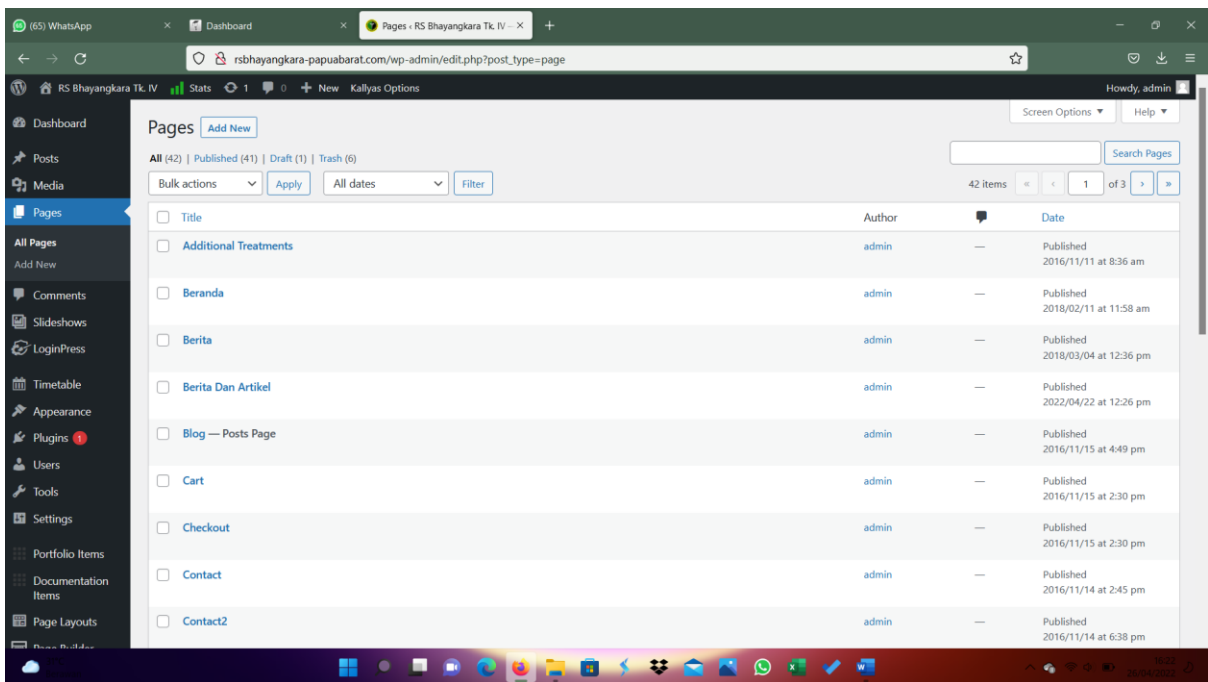 (65) WhatsApp
Dashboard
Pages ‹ RS Bhayangkara Tk. IV —
rsbhayangkara-papuabarat.com/wp-admin/edit.php?post_type=page
RS Bhayangkara Tk. IV Stats 1 0 New Kallyas Options Howdy, admin
Screen Options Help
Dashboard
Posts
Media
Pages
All Pages
Add New
Comments
Slideshows
LoginPress
Timetable
Appearance
Plugins 1
Users
Tools
Settings
Portfolio Items
Documentation
Items
Page Layouts
Page Builder
Pages Add New
All (42) | Published (41) | Draft (1) | Trash (6)
Search Pages
Bulk actions Apply All dates Filter 42 items « ‹ 1 of 3 › »
Title Author Date
Additional Treatments admin — Published
2016/11/11 at 8:36 am
Beranda admin — Published
2018/02/11 at 11:58 am
Berita admin — Published
2018/03/04 at 12:36 pm
Berita Dan Artikel admin — Published
2022/04/22 at 12:26 pm
Blog — Posts Page admin — Published
2016/11/15 at 4:49 pm
Cart admin — Published
2016/11/15 at 2:30 pm
Checkout admin — Published
2016/11/15 at 2:30 pm
Contact admin — Published
2016/11/14 at 2:45 pm
Contact2 admin — Published
2016/11/14 at 6:38 pm
10:22